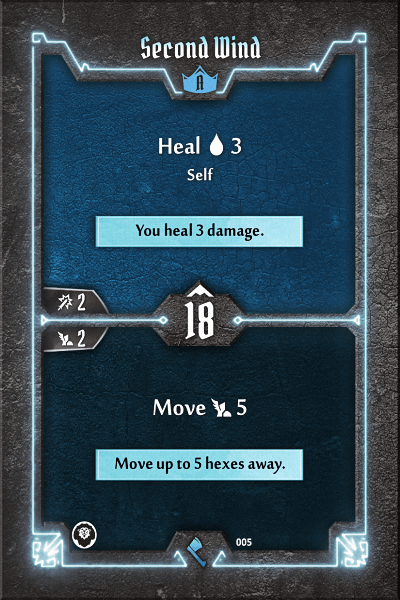 Second Wind
A
Heal 3
Self
You heal 3 damage.
2
18
2
Move 5
Move up to 5 hexes away.
005